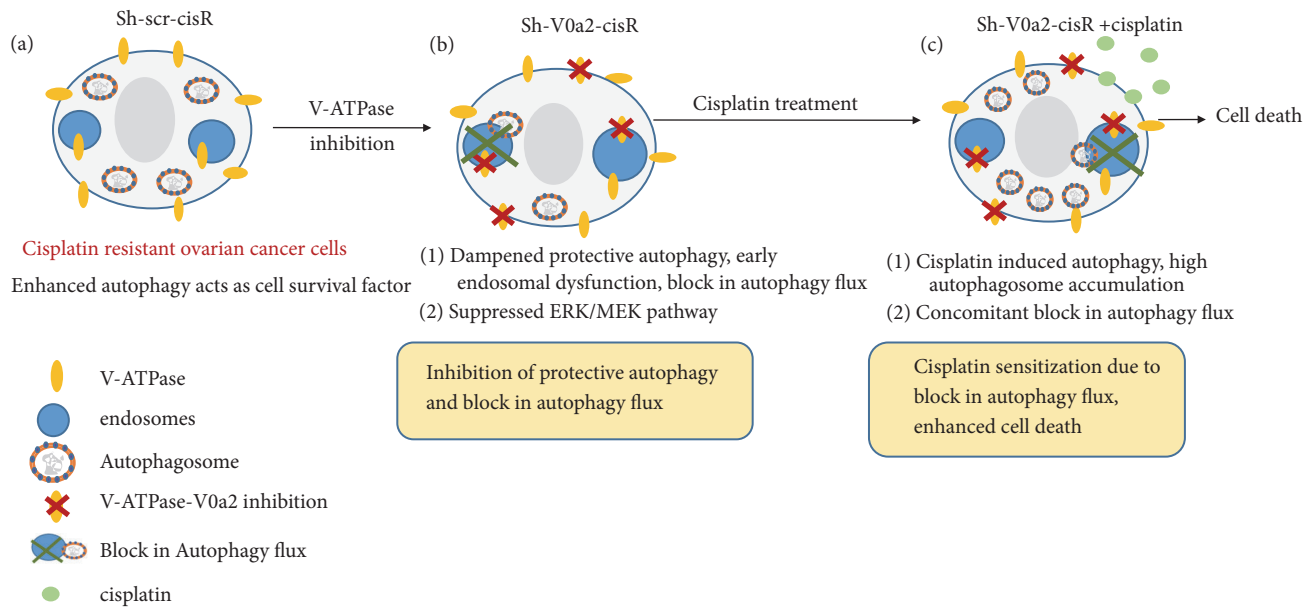 Sh-scr-cisR
(a)
V-ATPase
inhibition
Cisplatin resistant ovarian cancer cells
Enhanced autophagy acts as cell survival factor
Sh-V0a2-cisR
(b)
Cisplatin treatment
(1) Dampened protective autophagy, early
endosomal dysfunction, block in autophagy flux
(2) Suppressed ERK/MEK pathway
Inhibition of protective autophagy
and block in autophagy flux
Sh-V0a2-cisR +cisplatin
(c)
Cell death
(1) Cisplatin induced autophagy, high
autophagosome accumulation
(2) Concomitant block in autophagy flux
Cisplatin sensitization due to
block in autophagy flux,
enhanced cell death
V-ATPase
endosomes
Autophagosome
V-ATPase-V0a2 inhibition
Block in Autophagy flux
cisplatin